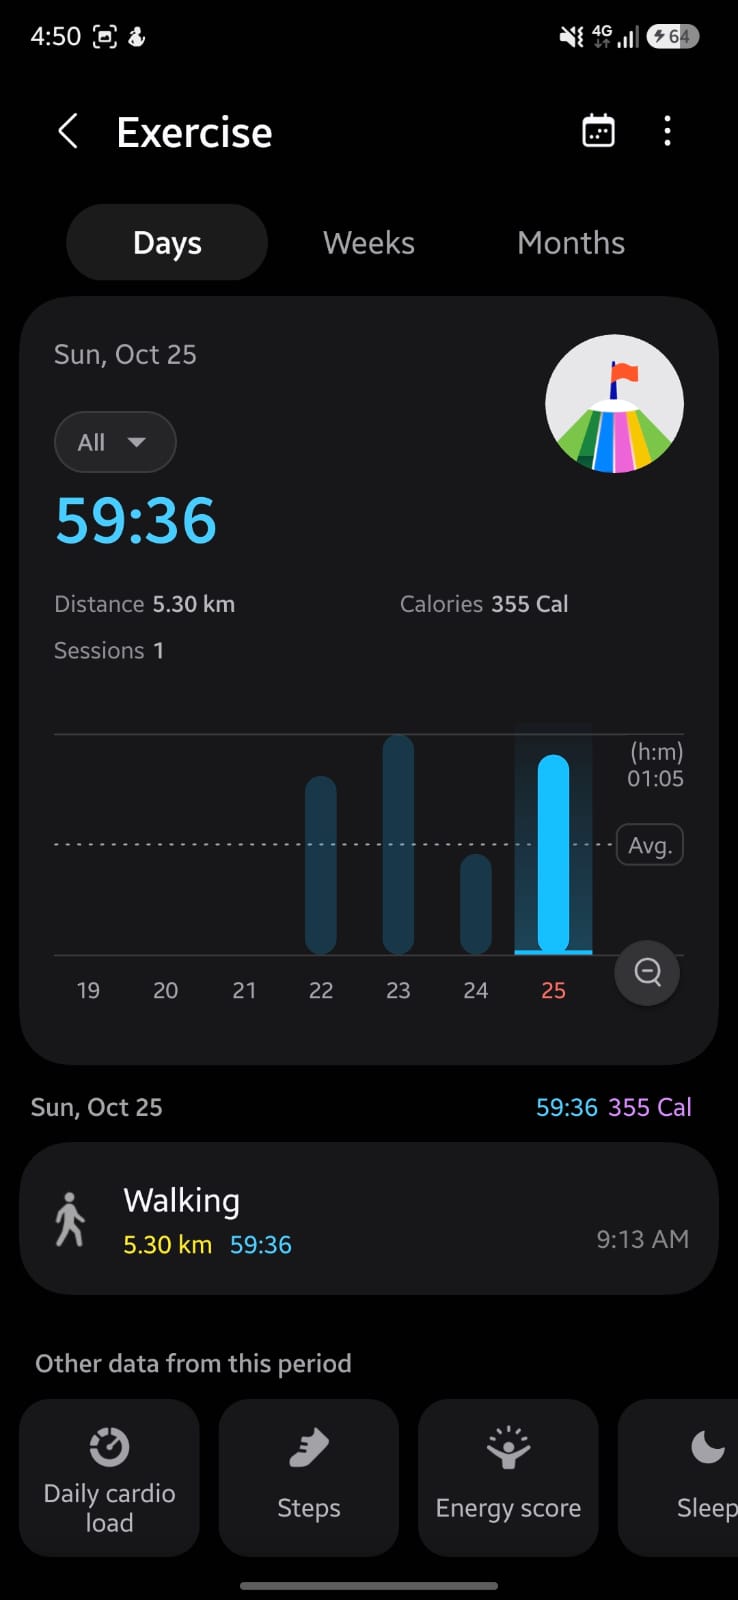 4:50 4G 64
Exercise
Days Weeks Months
Sun, Oct 25
All
59:36
Distance 5.30 km Calories 355 Cal
Sessions 1
(h:m)
01:05
Avg.
19 20 21 22 23 24 25
Sun, Oct 25 59:36 355 Cal
Walking
5.30 km 59:36 9:13 AM
Other data from this period
Daily cardio load
Steps
Energy score
Sleep